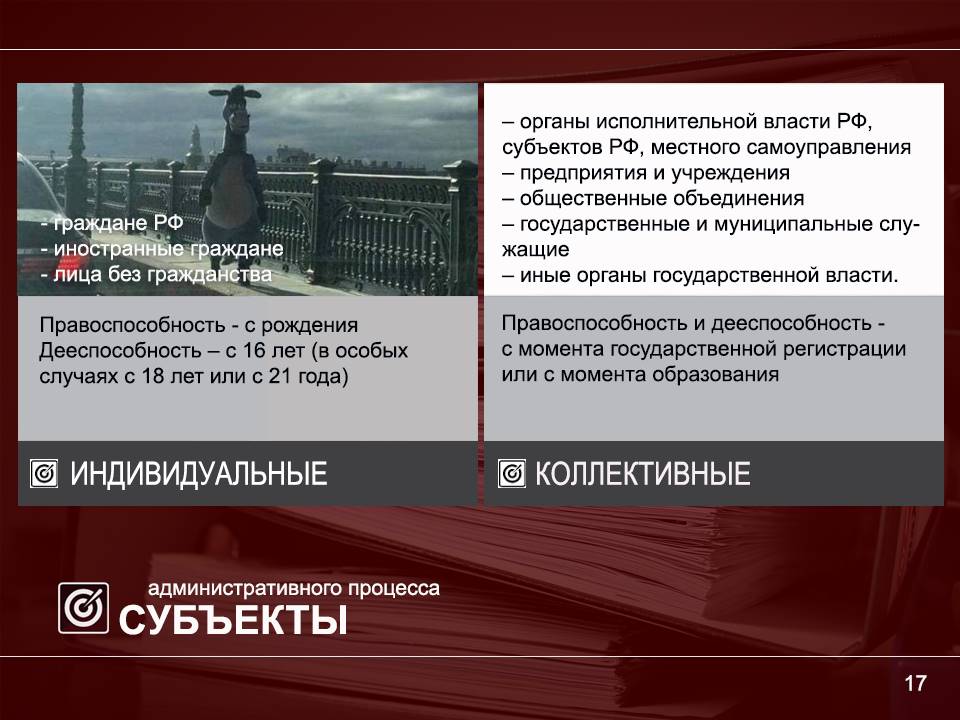 - граждане РФ
- иностранные граждане
- лица без гражданства
Правоспособность - с рождения
Дееспособность – с 16 лет (в особых
случаях с 18 лет или с 21 года)
ИНДИВИДУАЛЬНЫЕ
– органы исполнительной власти РФ,
субъектов РФ, местного самоуправления
– предприятия и учреждения
– общественные объединения
– государственные и муниципальные слу-
жащие
– иные органы государственной власти.
Правоспособность и дееспособность -
с момента государственной регистрации
или с момента образования
КОЛЛЕКТИВНЫЕ
административного процесса
СУБЪЕКТЫ
17